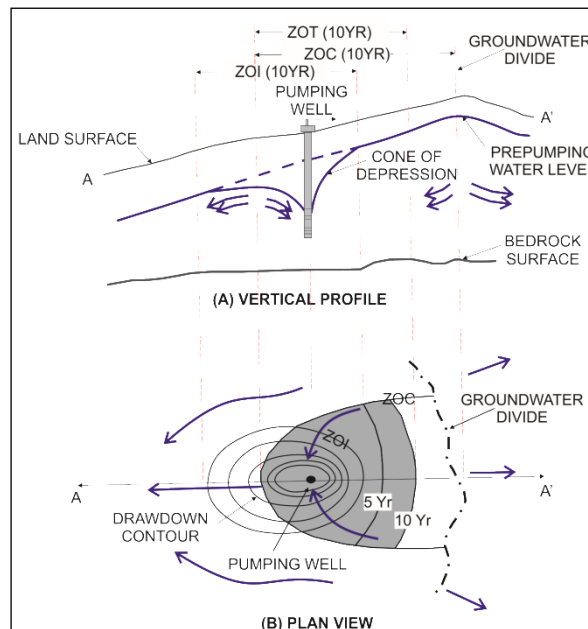 ZOT (10YR)
ZOC (10YR)
ZOI (10YR)
GROUNDWATER
DIVIDE
PUMPING
WELL
A'
LAND SURFACE
A
CONE OF
DEPRESSION
PREPUMPING
WATER LEVEL
BEDROCK
SURFACE
(A) VERTICAL PROFILE
ZOC
GROUNDWATER
DIVIDE
ZOI
A
A'
5 Yr
10 Yr
DRAWDOWN
CONTOUR
PUMPING WELL
(B) PLAN VIEW